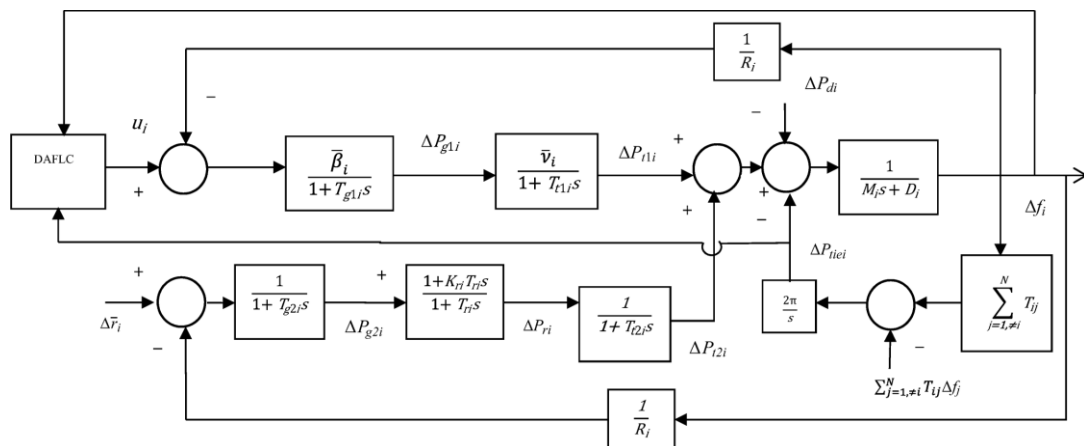 1/R_i
−
ΔP_di
−
u_i
DAFLC
+
β̅_i / 1+ T_g1i s
ΔP_g1i
ν̅_i / 1+ T_t1i s
ΔP_t1i
+
+
+
−
1 / M_i s + D_i
Δf_i
ΔP_tiei
+
Δr̅_i
−
1 / 1+ T_g2i s
+
ΔP_g2i
1+K_ri T_ri s / 1+ T_ri s
ΔP_ri
1 / 1+ T_t2i s
ΔP_t2i
2π / s
−
∑_{j=1,≠i}^{N} T_ij
∑_{j=1,≠i}^{N} T_ij Δf_j
1/R_i